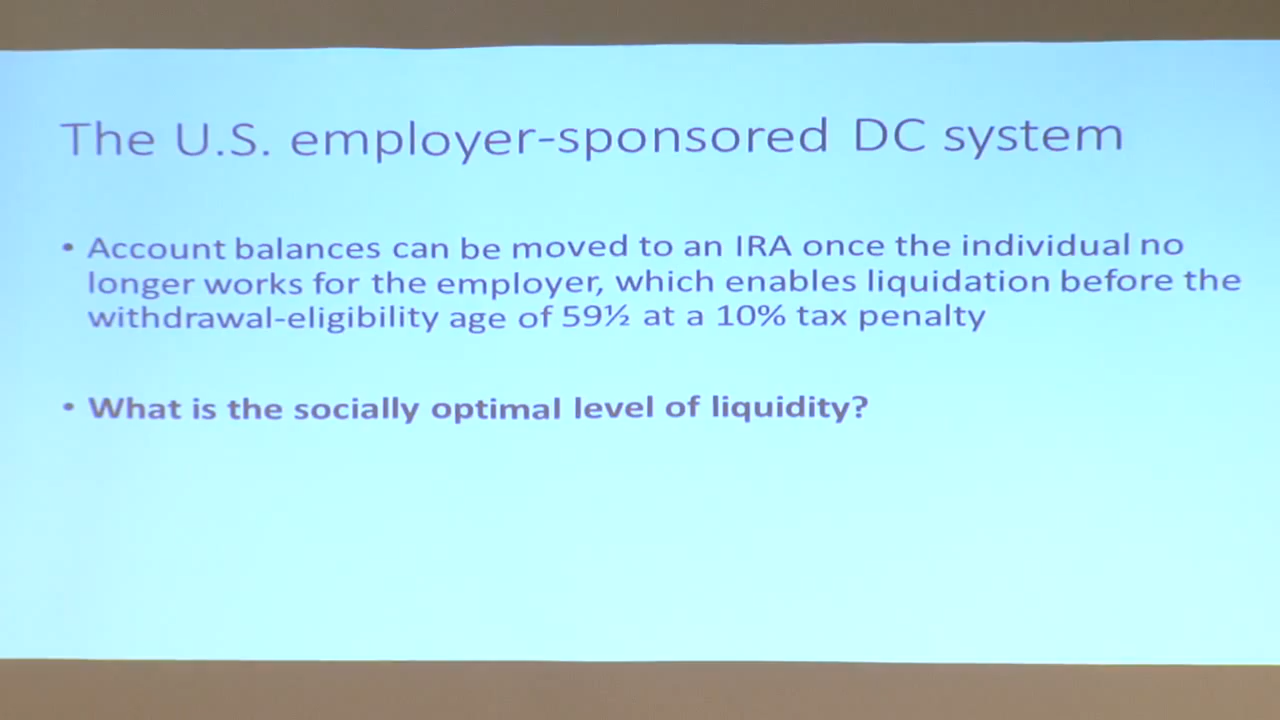 The U.S. employer-sponsored DC system
• Account balances can be moved to an IRA once the individual no
longer works for the employer, which enables liquidation before the
withdrawal-eligibility age of 59½ at a 10% tax penalty
• What is the socially optimal level of liquidity?